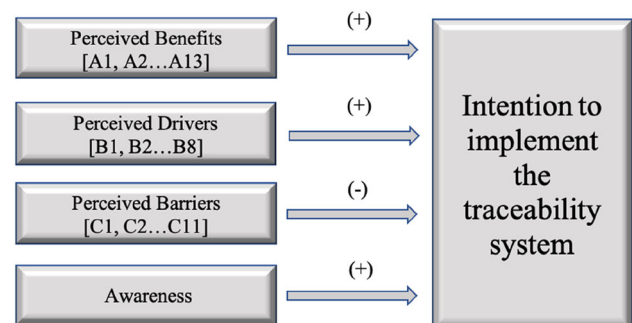 Perceived Benefits
[A1, A2…A13]
(+)
Perceived Drivers
[B1, B2…B8]
(+)
Perceived Barriers
[C1, C2…C11]
(-)
Awareness
(+)
Intention to
implement
the
traceability
system